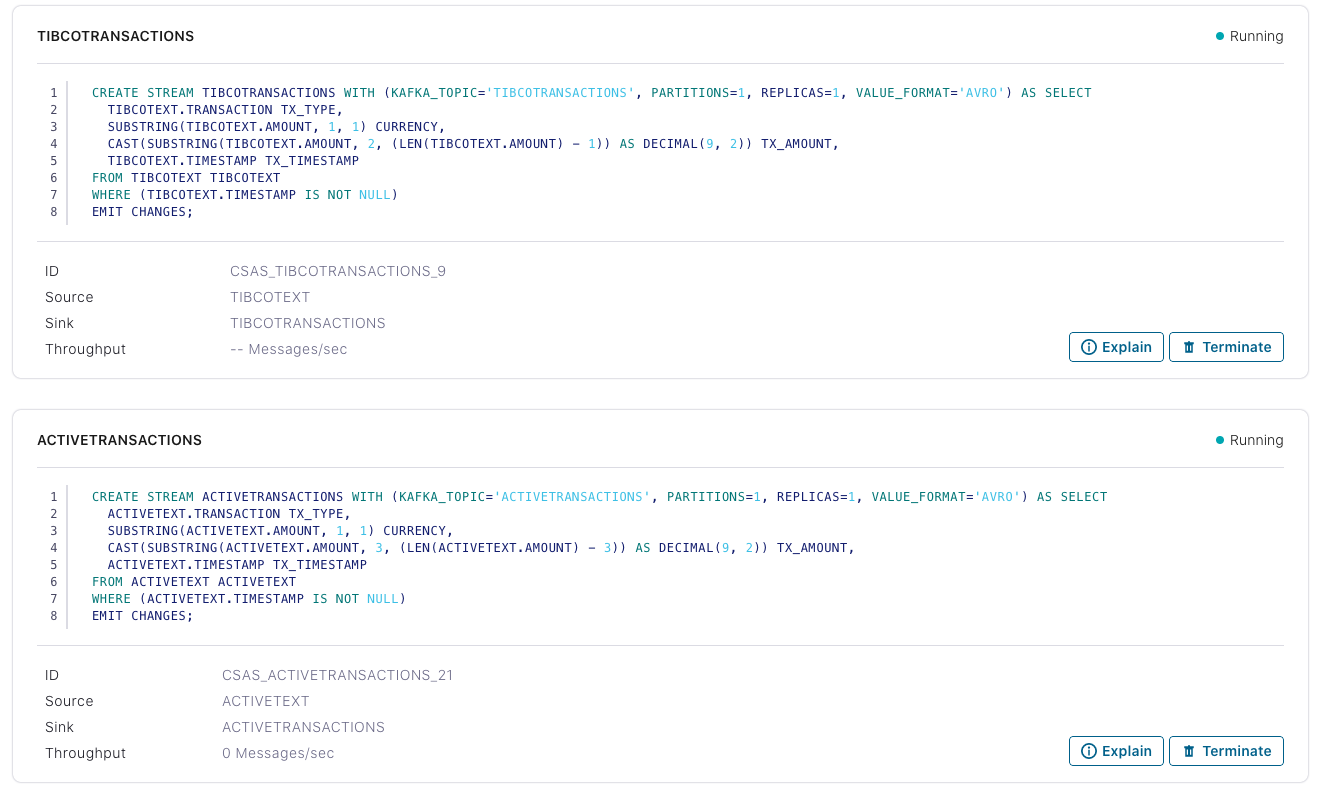 TIBCOTRANSACTIONS
Running
1 CREATE STREAM TIBCOTRANSACTIONS WITH (KAFKA_TOPIC='TIBCOTRANSACTIONS', PARTITIONS=1, REPLICAS=1, VALUE_FORMAT='AVRO') AS SELECT
2 TIBCOTEXT.TRANSACTION TX_TYPE,
3 SUBSTRING(TIBCOTEXT.AMOUNT, 1, 1) CURRENCY,
4 CAST(SUBSTRING(TIBCOTEXT.AMOUNT, 2, (LEN(TIBCOTEXT.AMOUNT) - 1)) AS DECIMAL(9, 2)) TX_AMOUNT,
5 TIBCOTEXT.TIMESTAMP TX_TIMESTAMP
6 FROM TIBCOTEXT TIBCOTEXT
7 WHERE (TIBCOTEXT.TIMESTAMP IS NOT NULL)
8 EMIT CHANGES;
ID CSAS_TIBCOTRANSACTIONS_9
Source TIBCOTEXT
Sink TIBCOTRANSACTIONS
Throughput -- Messages/sec
Explain Terminate
ACTIVETRANSACTIONS
Running
1 CREATE STREAM ACTIVETRANSACTIONS WITH (KAFKA_TOPIC='ACTIVETRANSACTIONS', PARTITIONS=1, REPLICAS=1, VALUE_FORMAT='AVRO') AS SELECT
2 ACTIVETEXT.TRANSACTION TX_TYPE,
3 SUBSTRING(ACTIVETEXT.AMOUNT, 1, 1) CURRENCY,
4 CAST(SUBSTRING(ACTIVETEXT.AMOUNT, 3, (LEN(ACTIVETEXT.AMOUNT) - 3)) AS DECIMAL(9, 2)) TX_AMOUNT,
5 ACTIVETEXT.TIMESTAMP TX_TIMESTAMP
6 FROM ACTIVETEXT ACTIVETEXT
7 WHERE (ACTIVETEXT.TIMESTAMP IS NOT NULL)
8 EMIT CHANGES;
ID CSAS_ACTIVETRANSACTIONS_21
Source ACTIVETEXT
Sink ACTIVETRANSACTIONS
Throughput 0 Messages/sec
Explain Terminate